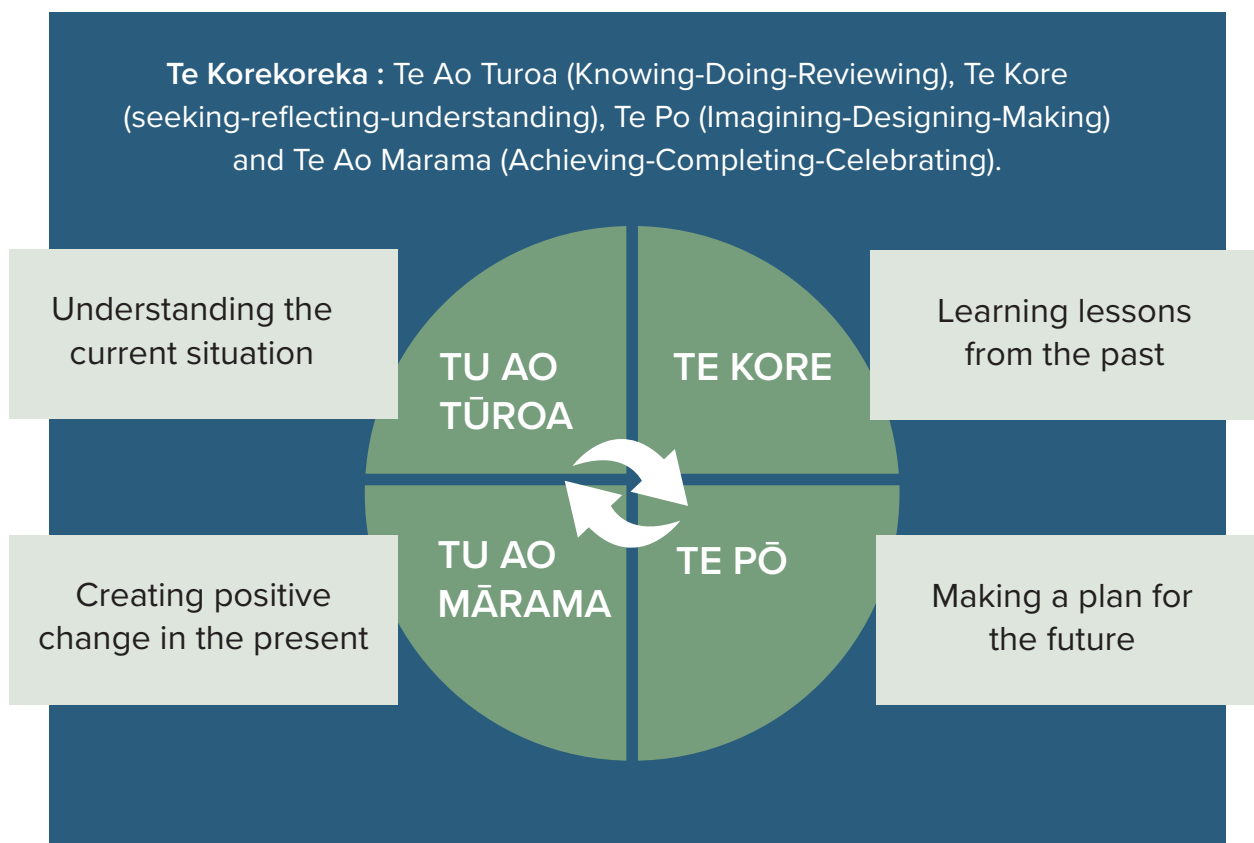 Te Korekoreka : Te Ao Turoa (Knowing-Doing-Reviewing), Te Kore
(seeking-reflecting-understanding), Te Po (Imagining-Designing-Making)
and Te Ao Marama (Achieving-Completing-Celebrating).
Understanding the
current situation
TU AO
TŪROA
TE KORE
Learning lessons
from the past
Creating positive
change in the present
TU AO
MĀRAMA
TE PŌ
Making a plan for
the future